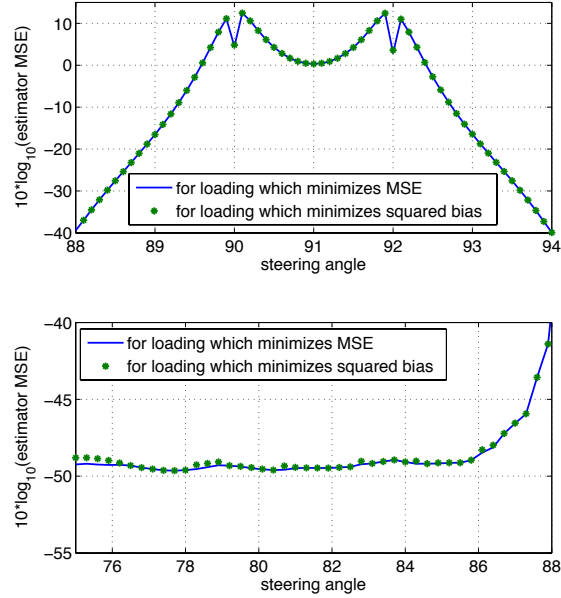 10
0
−10
−20
−30
−40
10*log10(estimator MSE)
for loading which minimizes MSE
for loading which minimizes squared bias
88 89 90 91 92 93 94
steering angle
−40
−45
−50
−55
10*log10(estimator MSE)
for loading which minimizes MSE
for loading which minimizes squared bias
76 78 80 82 84 86 88
steering angle